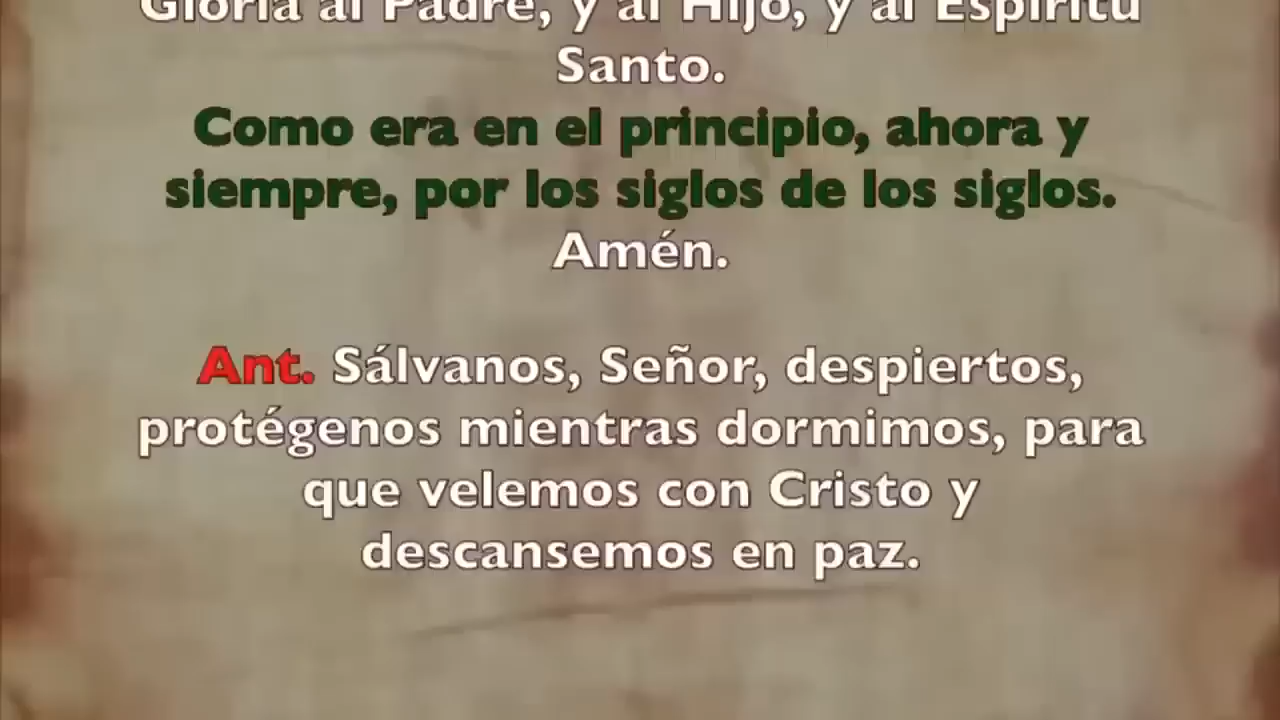 Gloria al Padre, y al Hijo, y al Espíritu
Santo.
Como era en el principio, ahora y
siempre, por los siglos de los siglos.
Amén.
Ant. Sálvanos, Señor, despiertos,
protégenos mientras dormimos, para
que velemos con Cristo y
descansemos en paz.